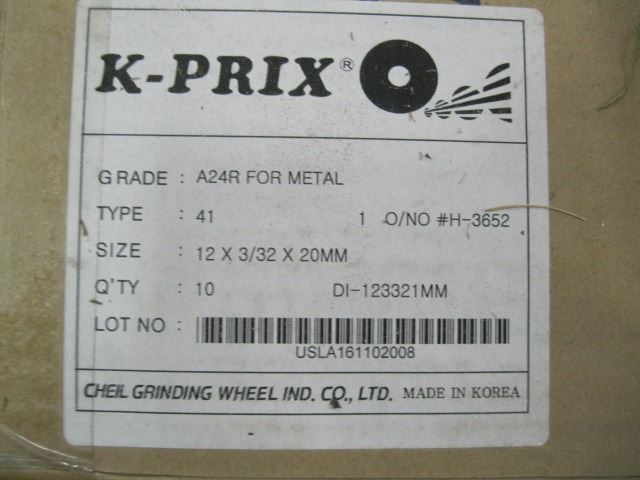 K-PRIX®
GRADE : A24R FOR METAL
TYPE : 41 1 O/NO #H-3652
SIZE : 12 X 3/32 X 20MM
Q'TY : 10 DI-123321MM
LOT NO :
USLA161102008
CHEIL GRINDING WHEEL IND. CO., LTD. MADE IN KOREA